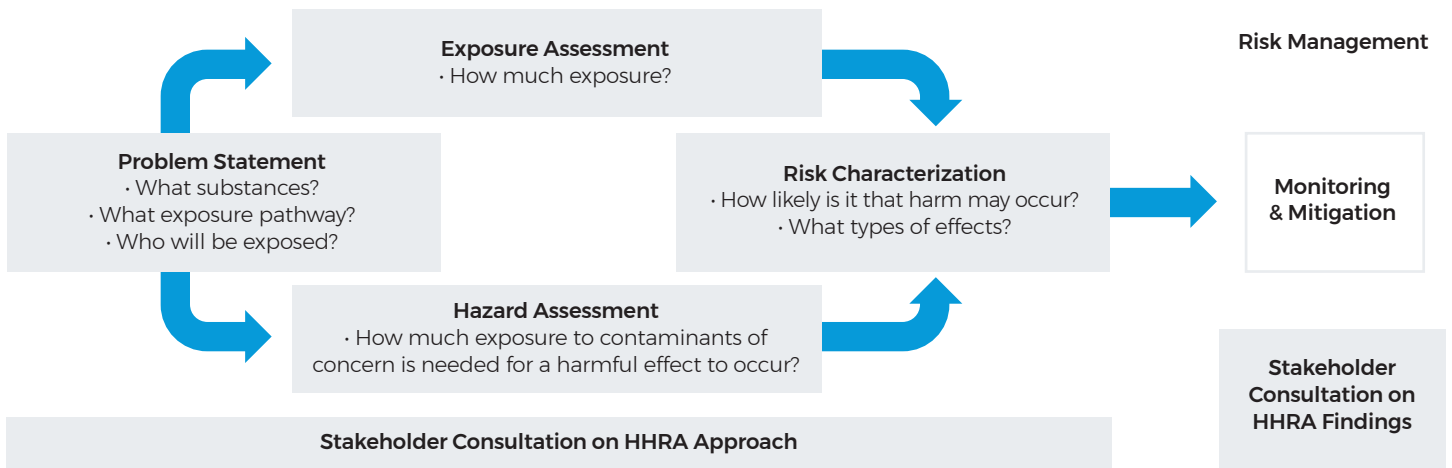 Exposure Assessment
· How much exposure?
Risk Management
Problem Statement
· What substances?
· What exposure pathway?
· Who will be exposed?
Risk Characterization
· How likely is it that harm may occur?
· What types of effects?
Monitoring
& Mitigation
Hazard Assessment
· How much exposure to contaminants of
concern is needed for a harmful effect to occur?
Stakeholder
Consultation on
HHRA Findings
Stakeholder Consultation on HHRA Approach